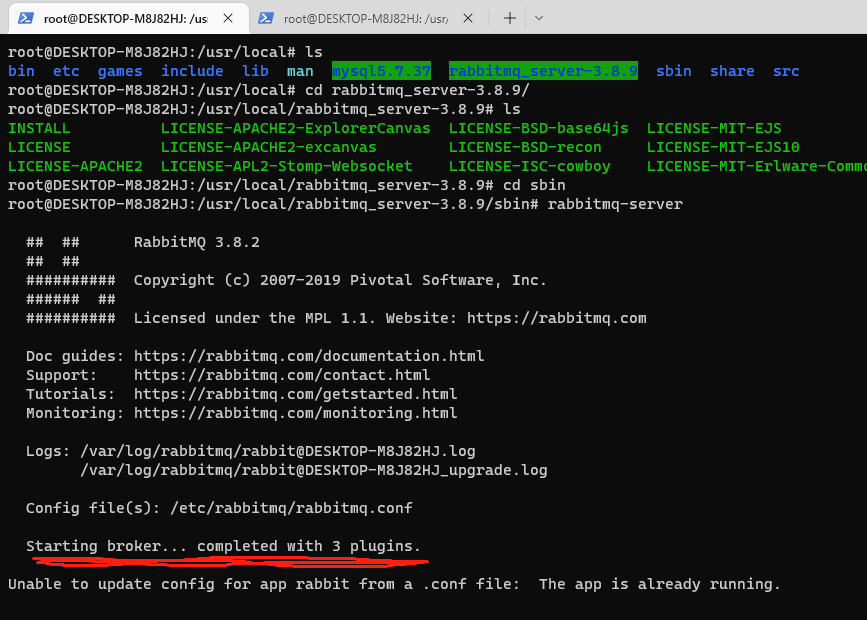 root@DESKTOP-M8J82HJ: /usr
root@DESKTOP-M8J82HJ: /usr/
root@DESKTOP-M8J82HJ:/usr/local# ls
bin etc games include lib man mysql5.7.37 rabbitmq_server-3.8.9 sbin share src
root@DESKTOP-M8J82HJ:/usr/local# cd rabbitmq_server-3.8.9/
root@DESKTOP-M8J82HJ:/usr/local/rabbitmq_server-3.8.9# ls
INSTALL LICENSE-APACHE2-ExplorerCanvas LICENSE-BSD-base64js LICENSE-MIT-EJS
LICENSE LICENSE-APACHE2-excanvas LICENSE-BSD-recon LICENSE-MIT-EJS10
LICENSE-APACHE2 LICENSE-APL2-Stomp-Websocket LICENSE-ISC-cowboy LICENSE-MIT-Erlware-Commo
root@DESKTOP-M8J82HJ:/usr/local/rabbitmq_server-3.8.9# cd sbin
root@DESKTOP-M8J82HJ:/usr/local/rabbitmq_server-3.8.9/sbin# rabbitmq-server
## ## RabbitMQ 3.8.2
## ##
########## Copyright (c) 2007-2019 Pivotal Software, Inc.
###### ##
########## Licensed under the MPL 1.1. Website: https://rabbitmq.com
Doc guides: https://rabbitmq.com/documentation.html
Support: https://rabbitmq.com/contact.html
Tutorials: https://rabbitmq.com/getstarted.html
Monitoring: https://rabbitmq.com/monitoring.html
Logs: /var/log/rabbitmq/rabbit@DESKTOP-M8J82HJ.log
/var/log/rabbitmq/rabbit@DESKTOP-M8J82HJ_upgrade.log
Config file(s): /etc/rabbitmq/rabbitmq.conf
Starting broker... completed with 3 plugins.
Unable to update config for app rabbit from a .conf file: The app is already running.